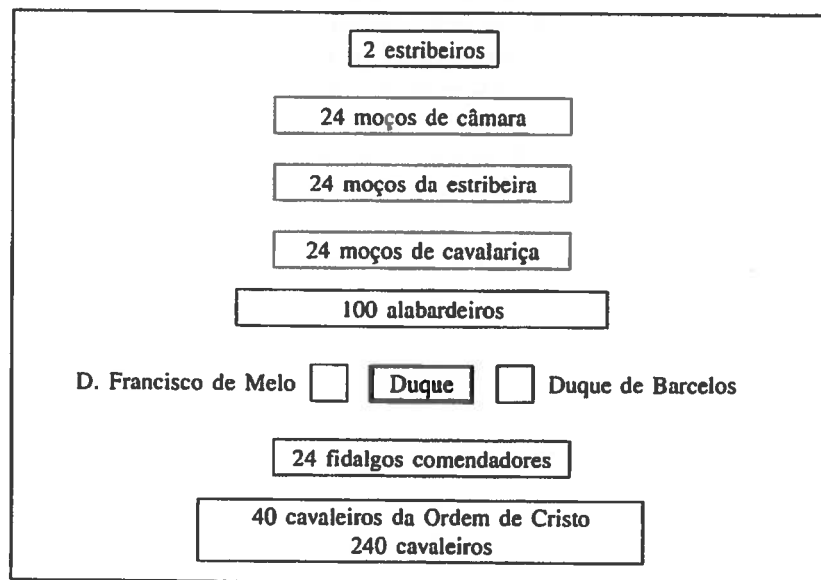 2 estribeiros
24 moços de câmara
24 moços da estribeira
24 moços de cavalariça
100 alabardeiros
D. Francisco de Melo Duque Duque de Barcelos
24 fidalgos comendadores
40 cavaleiros da Ordem de Cristo
240 cavaleiros